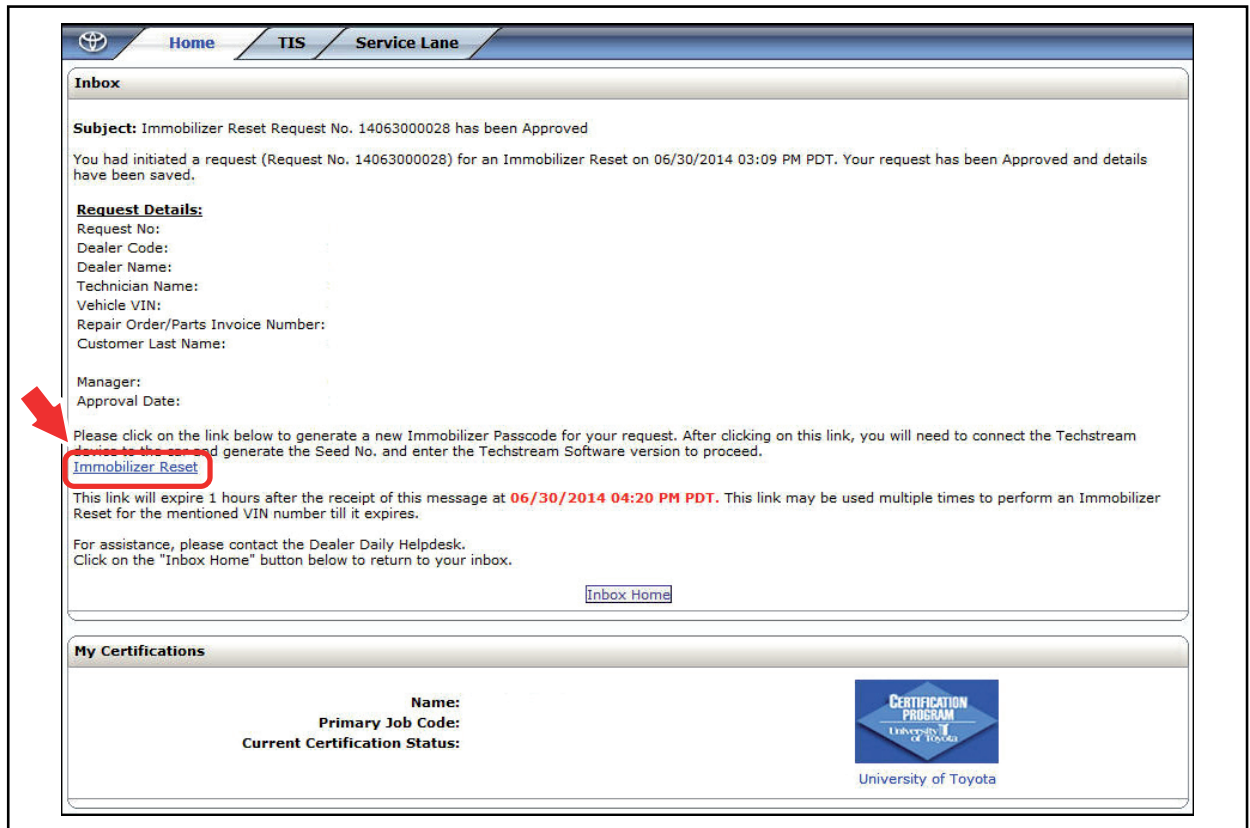 Home TIS Service Lane
Inbox
Subject: Immobilizer Reset Request No. 14063000028 has been Approved
You had initiated a request (Request No. 14063000028) for an Immobilizer Reset on 06/30/2014 03:09 PM PDT. Your request has been Approved and details
have been saved.
Request Details:
Request No:
Dealer Code:
Dealer Name:
Technician Name:
Vehicle VIN:
Repair Order/Parts Invoice Number:
Customer Last Name:
Manager:
Approval Date:
Please click on the link below to generate a new Immobilizer Passcode for your request. After clicking on this link, you will need to connect the Techstream
device to the car and generate the Seed No. and enter the Techstream Software version to proceed.
Immobilizer Reset
This link will expire 1 hours after the receipt of this message at 06/30/2014 04:20 PM PDT. This link may be used multiple times to perform an Immobilizer
Reset for the mentioned VIN number till it expires.
For assistance, please contact the Dealer Daily Helpdesk.
Click on the "Inbox Home" button below to return to your inbox.
Inbox Home
My Certifications
Name:
Primary Job Code:
Current Certification Status:
CERTIFICATION
PROGRAM
University
of Toyota
University of Toyota